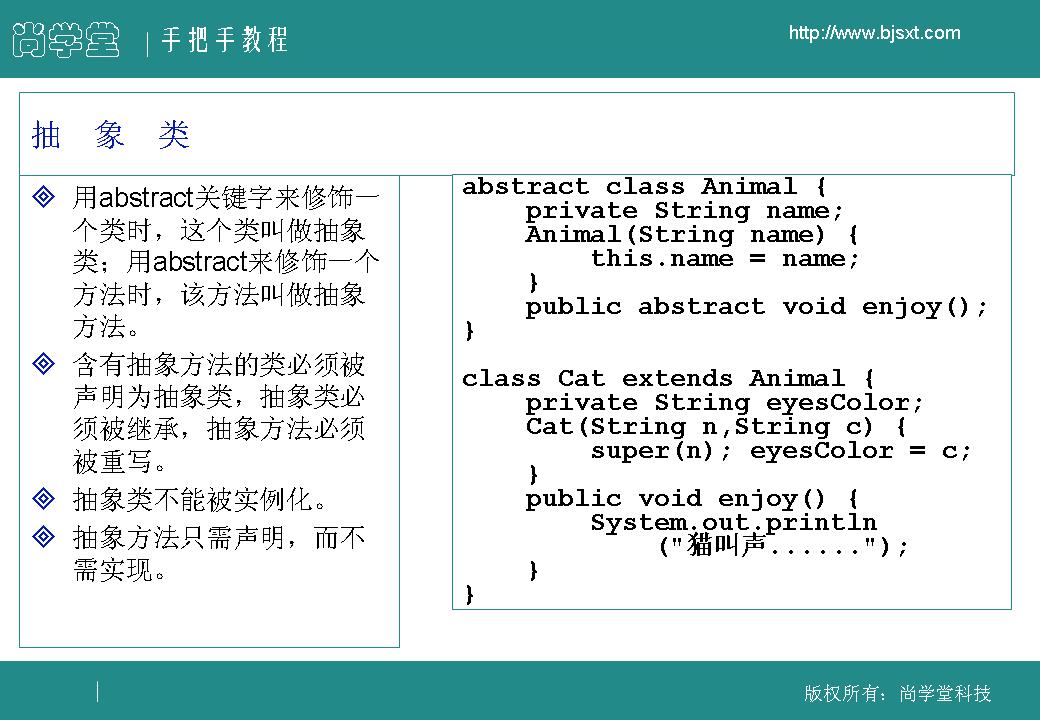 尚学堂 | 手把手教程
http://www.bjsxt.com
抽 象 类
用abstract关键字来修饰一
个类时，这个类叫做抽象
类；用abstract来修饰一个
方法时，该方法叫做抽象
方法。
含有抽象方法的类必须被
声明为抽象类，抽象类必
须被继承，抽象方法必须
被重写。
抽象类不能被实例化。
抽象方法只需声明，而不
需实现。
abstract class Animal {
    private String name;
    Animal(String name) {
        this.name = name;
    }
    public abstract void enjoy();
}
class Cat extends Animal {
    private String eyesColor;
    Cat(String n,String c) {
        super(n); eyesColor = c;
    }
    public void enjoy() {
        System.out.println
            ("猫叫声......");
    }
}
版权所有：尚学堂科技